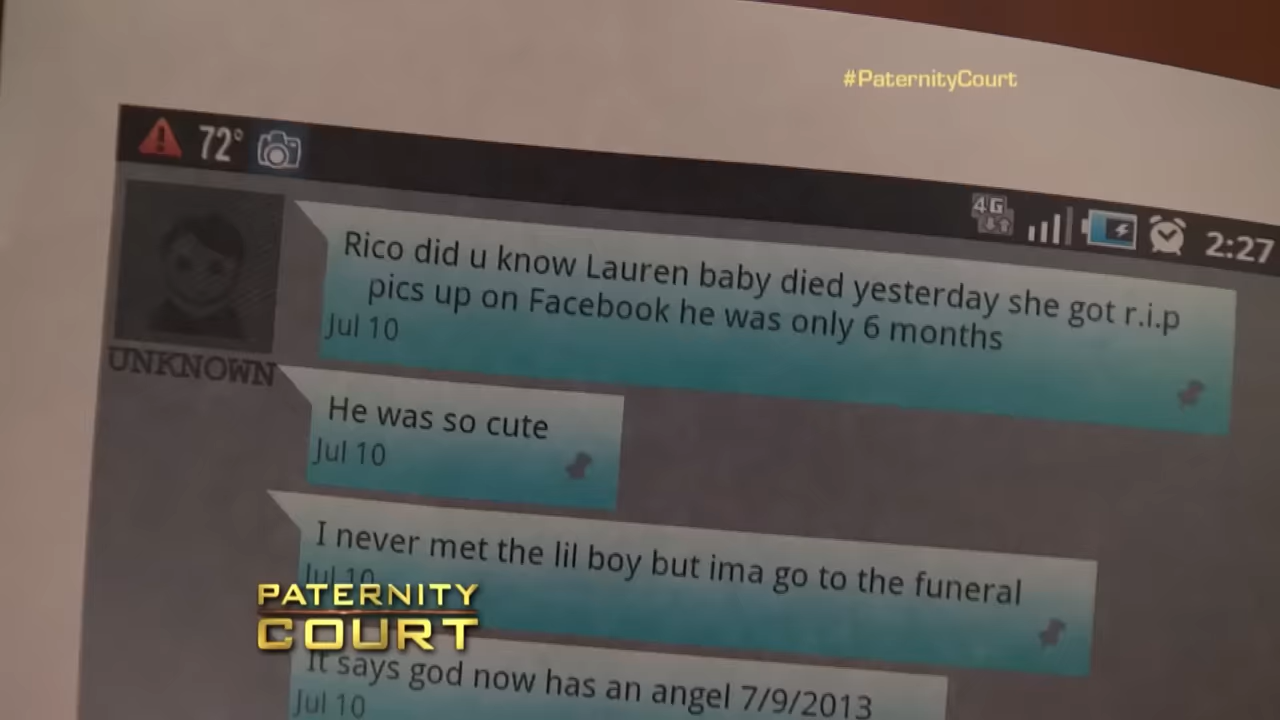 #PaternityCourt
72°
4G
2:27
Rico did u know Lauren baby died yesterday she got r.i.p
pics up on Facebook he was only 6 months
Jul 10
UNKNOWN
He was so cute
Jul 10
I never met the lil boy but ima go to the funeral
Jul 10
PATERNITY
COURT
It says god now has an angel 7/9/2013
Jul 10